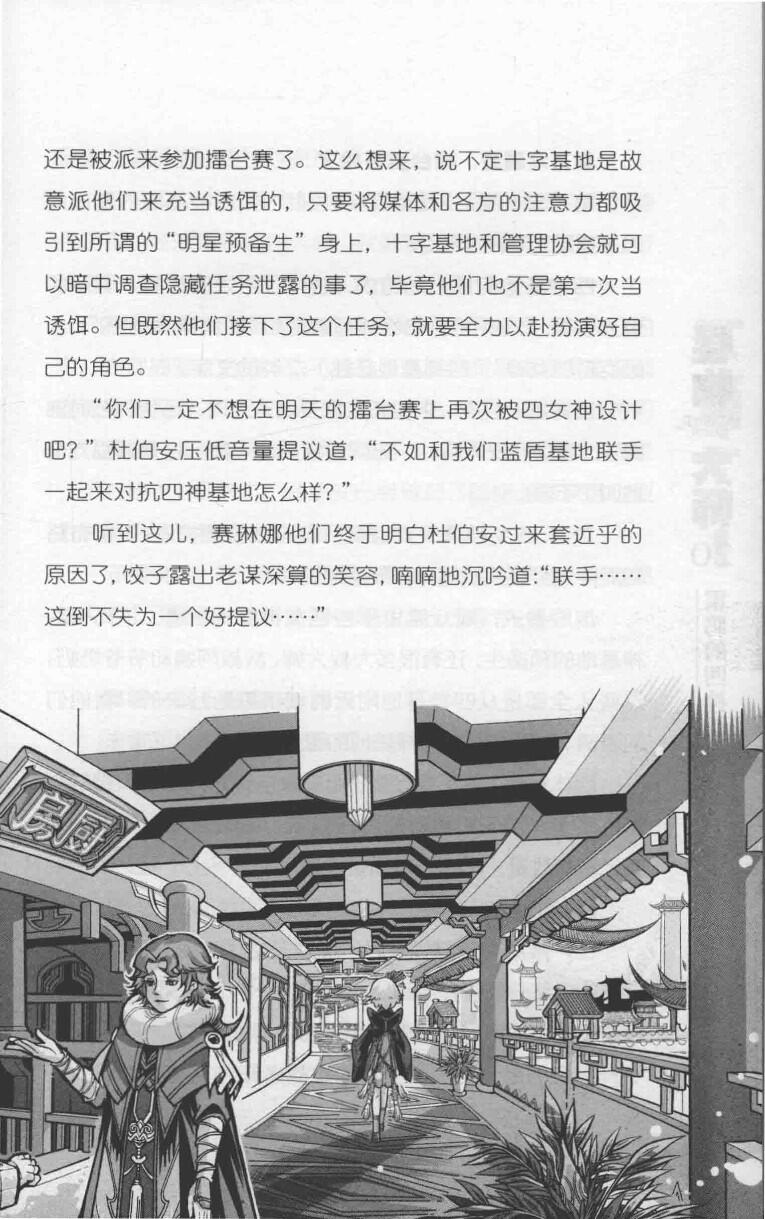 还是被派来参加擂台赛了。这么想来，说不定十字基地是故
意派他们来充当诱饵的，只要将媒体和各方的注意力都吸
引到所谓的“明星预备生”身上，十字基地和管理协会就可
以暗中调查隐藏任务泄露的事了，毕竟他们也不是第一次当
诱饵。但既然他们接下了这个任务，就要全力以赴扮演好自
己的角色。
“你们一定不想在明天的擂台赛上再次被四女神设计
吧？”杜伯安压低音量提议道，“不如和我们蓝盾基地联手
一起来对抗四神基地怎么样？”
听到这儿，赛琳娜他们终于明白杜伯安过来套近乎的
原因了，饺子露出老谋深算的笑容，喃喃地沉吟道：“联手……
这倒不失为一个好提议……”
厨房